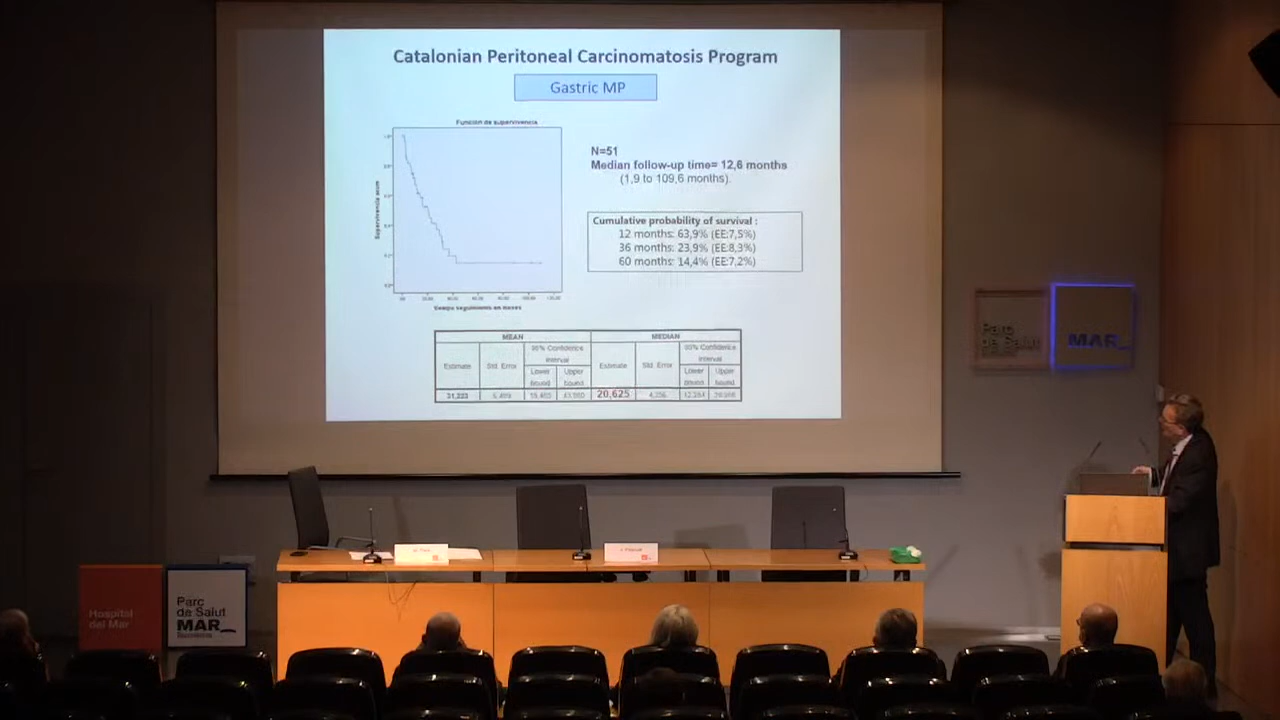 Catalonian Peritoneal Carcinomatosis Program
Gastric MP
Función de supervivencia
N=51
Median follow-up time= 12,6 months
(1,9 to 109,6 months).
Cumulative probability of survival :
12 months: 63,9% (EE:7,5%)
36 months: 23,9% (EE:8,3%)
60 months: 14,4% (EE:7,2%)
MEAN MEDIAN
Estimate Std. Error 95% Confidence Interval Estimate Std. Error 95% Confidence Interval
Lower bound Upper bound Lower bound Upper bound
20,625
Parc
de Salut
MAR_
Hospital
del Mar
Parc
de Salut
MAR_
Barcelona